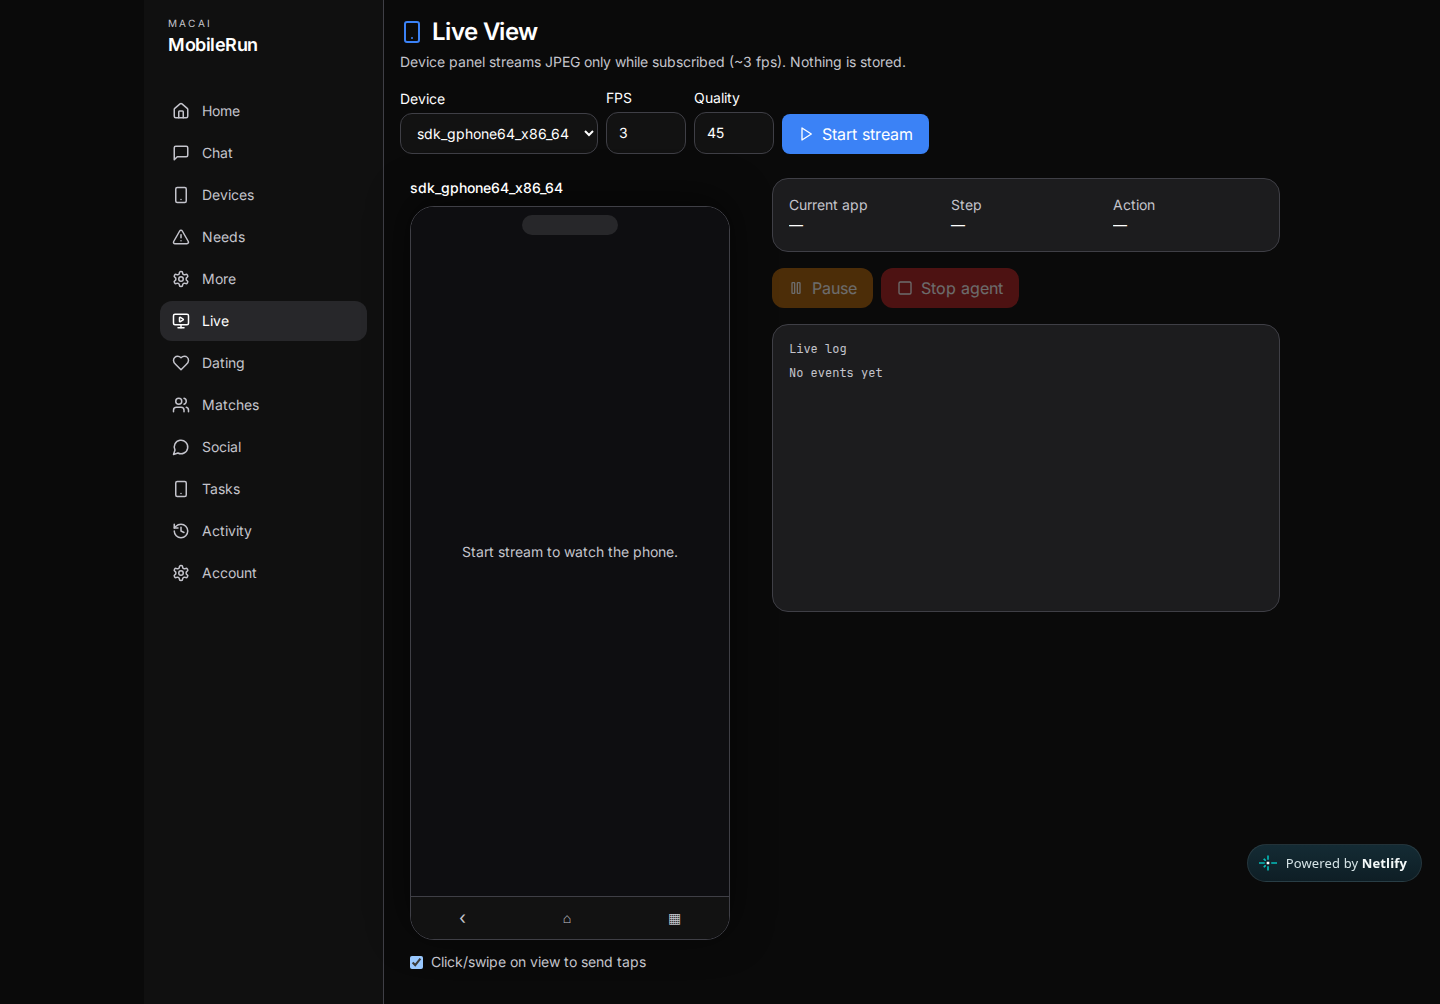 MACAI
MobileRun
Home
Chat
Devices
Needs
More
Live
Dating
Matches
Social
Tasks
Activity
Account
Live View
Device panel streams JPEG only while subscribed (~3 fps). Nothing is stored.
Device
FPS
Quality
sdk_gphone64_x86_64
3
45
Start stream
sdk_gphone64_x86_64
Start stream to watch the phone.
Click/swipe on view to send taps
Current app
Step
Action
—
—
—
Pause
Stop agent
Live log
No events yet
Powered by Netlify